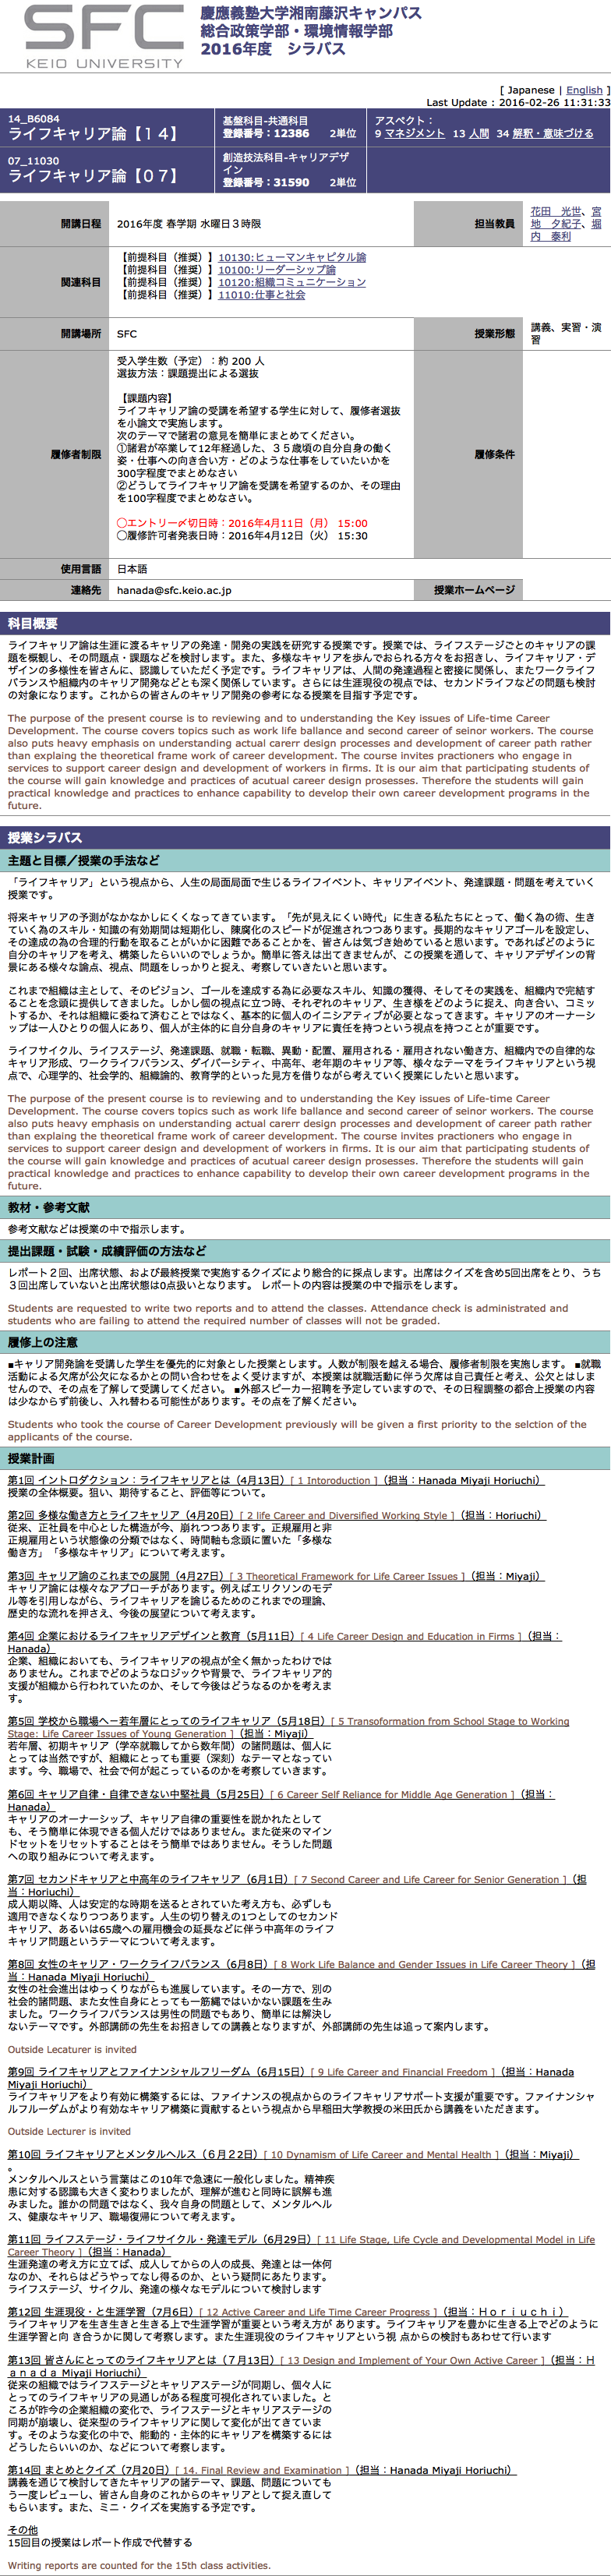 SFC
KEIO UNIVERSITY
慶應義塾大学湘南藤沢キャンパス
総合政策学部・環境情報学部
2016年度　シラバス
[ Japanese | English ]
Last Update : 2016-02-26 11:31:33
14_B6084
ライフキャリア論【１４】
基盤科目-共通科目
登録番号：12386　　2単位
アスペクト：
9 マネジメント　13 人間　34 解釈・意味づける
07_11030
ライフキャリア論【０７】
創造技法科目-キャリアデザ
イン
登録番号：31590　　2単位
開講日程
2016年度 春学期 水曜日３時限
担当教員
花田　光世、宮
地　夕紀子、堀
内　泰利
関連科目
【前提科目（推奨）】10130:ヒューマンキャピタル論
【前提科目（推奨）】10100:リーダーシップ論
【前提科目（推奨）】10120:組織コミュニケーション
【前提科目（推奨）】11010:仕事と社会
開講場所
SFC
授業形態
講義、実習・演
習
履修者制限
受入学生数（予定）：約 200 人
選抜方法：課題提出による選抜
【課題内容】
ライフキャリア論の受講を希望する学生に対して、履修者選抜
を小論文で実施します。
次のテーマで諸君の意見を簡単にまとめてください。
①諸君が卒業して12年経過した、３５歳頃の自分自身の働く
姿・仕事への向き合い方・どのような仕事をしていたいかを
300字程度でまとめなさい
②どうしてライフキャリア論を受講を希望するのか、その理由
を100字程度でまとめなさい。
◯エントリー〆切日時：2016年4月11日（月） 15:00
◯履修許可者発表日時：2016年4月12日（火） 15:30
履修条件
使用言語
日本語
連絡先
hanada@sfc.keio.ac.jp
授業ホームページ
科目概要
ライフキャリア論は生涯に渡るキャリアの発達・開発の実践を研究する授業です。授業では、ライフステージごとのキャリアの課
題を概観し、その問題点・課題などを検討します。また、多様なキャリアを歩んでおられる方々をお招きし、ライフキャリア・デ
ザインの多様性を皆さんに、認識していただく予定です。ライフキャリアは、人間の発達過程と密接に関係し、またワークライフ
バランスや組織内のキャリア開発などとも深く関係しています。さらには生涯現役の視点では、セカンドライフなどの問題も検討
の対象になります。これからの皆さんのキャリア開発の参考になる授業を目指す予定です。
The purpose of the present course is to reviewing and to understanding the Key issues of Life-time Career
Development. The course covers topics such as work life ballance and second career of seinor workers. The course
also puts heavy emphasis on understanding actual carerr design processes and development of career path rather
than explaing the theoretical frame work of career development. The course invites practioners who engage in
services to support career design and development of workers in firms. It is our aim that participating students of
the course will gain knowledge and practices of acutual career design prosesses. Therefore the students will gain
practical knowledge and practices to enhance capability to develop their own career development programs in the
future.
授業シラバス
主題と目標／授業の手法など
「ライフキャリア」という視点から、人生の局面局面で生じるライフイベント、キャリアイベント、発達課題・問題を考えていく
授業です。
将来キャリアの予測がなかなかしにくくなってきています。「先が見えにくい時代」に生きる私たちにとって、働く為の術、生き
ていく為のスキル・知識の有効期間は短期化し、陳腐化のスピードが促進されつつあります。長期的なキャリアゴールを設定し、
その達成の為の合理的行動を取ることがいかに困難であることかを、皆さんは気づき始めていると思います。であればどのように
自分のキャリアを考え、構築したらいいのでしょうか。簡単に答えは出てきませんが、この授業を通して、キャリアデザインの背
景にある様々な論点、視点、問題をしっかりと捉え、考察していきたいと思います。
これまで組織は主として、そのビジョン、ゴールを達成する為に必要なスキル、知識の獲得、そしてその実践を、組織内で完結す
ることを念頭に提供してきました。しかし個の視点に立つ時、それぞれのキャリア、生き様をどのように捉え、向き合い、コミッ
トするか、それは組織に委ねて済むことではなく、基本的に個人のイニシアティブが必要となってきます。キャリアのオーナーシ
ップは一人ひとりの個人にあり、個人が主体的に自分自身のキャリアに責任を持つという視点を持つことが重要です。
ライフサイクル、ライフステージ、発達課題、就職・転職、異動・配置、雇用される・雇用されない働き方、組織内での自律的な
キャリア形成、ワークライフバランス、ダイバーシティ、中高年、老年期のキャリア等、様々なテーマをライフキャリアという視
点で、心理学的、社会学的、組織論的、教育学的といった見方を借りながら考えていく授業にしたいと思います。
The purpose of the present course is to reviewing and to understanding the Key issues of Life-time Career
Development. The course covers topics such as work life ballance and second career of seinor workers. The course
also puts heavy emphasis on understanding actual carerr design processes and development of career path rather
than explaing the theoretical frame work of career development. The course invites practioners who engage in
services to support career design and development of workers in firms. It is our aim that participating students of
the course will gain knowledge and practices of acutual career design prosesses. Therefore the students will gain
practical knowledge and practices to enhance capability to develop their own career development programs in the
future.
教材・参考文献
参考文献などは授業の中で指示します。
提出課題・試験・成績評価の方法など
レポート２回、出席状態、および最終授業で実施するクイズにより総合的に採点します。出席はクイズを含め5回出席をとり、うち
３回出席していないと出席状態は0点扱いとなります。 レポートの内容は授業の中で指示をします。
Students are requested to write two reports and to attend the classes. Attendance check is administrated and
students who are failing to attend the required number of classes will not be graded.
履修上の注意
■キャリア開発論を受講した学生を優先的に対象とした授業とします。人数が制限を越える場合、履修者制限を実施します。 ■就職
活動による欠席が公欠になるかとの問い合わせをよく受けますが、本授業は就職活動に伴う欠席は自己責任と考え、公欠とはしま
せんので、その点を了解して受講してください。 ■外部スピーカー招聘を予定していますので、その日程調整の都合上授業の内容
は少なからず前後し、入れ替わる可能性があります。その点を了解ください。
Students who took the course of Career Development previously will be given a first priority to the selction of the
applicants of the course.
授業計画
第1回 イントロダクション：ライフキャリアとは（4月13日）[ 1 Intoroduction ]（担当：Hanada Miyaji Horiuchi）
授業の全体概要。狙い、期待すること、評価等について。
第2回 多様な働き方とライフキャリア（4月20日）[ 2 life Career and Diversified Working Style ]（担当：Horiuchi）
従来、正社員を中心とした構造が今、崩れつつあります。正規雇用と非
正規雇用という状態像の分類ではなく、時間軸も念頭に置いた「多様な
働き方」「多様なキャリア」について考えます。
第3回 キャリア論のこれまでの展開（4月27日）[ 3 Theoretical Framework for Life Career Issues ]（担当：Miyaji）
キャリア論には様々なアプローチがあります。例えばエリクソンのモデ
ル等を引用しながら、ライフキャリアを論じるためのこれまでの理論、
歴史的な流れを押さえ、今後の展望について考えます。
第4回 企業におけるライフキャリアデザインと教育（5月11日）[ 4 Life Career Design and Education in Firms ]（担当：
Hanada）
企業、組織においても、ライフキャリアの視点が全く無かったわけでは
ありません。これまでどのようなロジックや背景で、ライフキャリア的
支援が組織から行われていたのか、そして今後はどうなるのかを考えま
す。
第5回 学校から職場へ－若年層にとってのライフキャリア（5月18日）[ 5 Transoformation from School Stage to Working
Stage: Life Career Issues of Young Generation ]（担当：Miyaji）
若年層、初期キャリア（学卒就職してから数年間）の諸問題は、個人に
とっては当然ですが、組織にとっても重要（深刻）なテーマとなってい
ます。今、職場で、社会で何が起こっているのかを考察していきます。
第6回 キャリア自律・自律できない中堅社員（5月25日）[ 6 Career Self Reliance for Middle Age Generation ]（担当：
Hanada）
キャリアのオーナーシップ、キャリア自律の重要性を説かれたとして
も、そう簡単に体現できる個人だけではありません。また従来のマイン
ドセットをリセットすることはそう簡単ではありません。そうした問題
への取り組みについて考えます。
第7回 セカンドキャリアと中高年のライフキャリア（6月1日）[ 7 Second Career and Life Career for Senior Generation ]（担
当：Horiuchi）
成人期以降、人は安定的な時期を送るとされていた考え方も、必ずしも
適用できなくなりつつあります。人生の切り替えの1つとしてのセカンド
キャリア、あるいは65歳への雇用機会の延長などに伴う中高年のライフ
キャリア問題というテーマについて考えます。
第8回 女性のキャリア・ワークライフバランス（6月8日）[ 8 Work Life Balance and Gender Issues in Life Career Theory ]（担
当：Hanada Miyaji Horiuchi）
女性の社会進出はゆっくりながらも進展しています。その一方で、別の
社会的諸問題、また女性自身にとっても一筋縄ではいかない課題を生み
ました。ワークライフバランスは男性の問題でもあり、簡単には解決し
ないテーマです。外部講師の先生をお招きしての講義となりますが、外部講師の先生は追って案内します。
Outside Lecaturer is invited
第9回 ライフキャリアとファイナンシャルフリーダム（6月15日）[ 9 Life Career and Financial Freedom ]（担当：Hanada
Miyaji Horiuchi）
ライフキャリアをより有効に構築するには、ファイナンスの視点からのライフキャリアサポート支援が重要です。ファイナンシャ
ルフルーダムがより有効なキャリア構築に貢献するという視点から早稲田大学教授の米田氏から講義をいただきます。
Outside Lecturer is invited
第10回 ライフキャリアとメンタルヘルス（６月２2日）[ 10 Dynamism of Life Career and Mental Health ]（担当：Miyaji）
。
メンタルヘルスという言葉はこの10年で急速に一般化しました。精神疾
患に対する認識も大きく変わりましたが、理解が進むと同時に誤解も進
みました。誰かの問題ではなく、我々自身の問題として、メンタルヘル
ス、健康なキャリア、職場復帰について考えます。
第11回 ライフステージ・ライフサイクル・発達モデル（6月29日）[ 11 Life Stage, Life Cycle and Developmental Model in Life
Career Theory ]（担当：Hanada）
生涯発達の考え方に立てば、成人してからの人の成長、発達とは一体何
なのか、それらはどうやってなし得るのか、という疑問にあたります。
ライフステージ、サイクル、発達の様々なモデルについて検討します
第12回 生涯現役・と生涯学習（7月6日）[ 12 Active Career and Life Time Career Progress ]（担当：Ｈｏｒｉｕｃｈｉ）
ライフキャリアを生き生きと生きる上で生涯学習が重要という考え方が あります。ライフキャリアを豊かに生きる上でどのように
生涯学習と向 き合うかに関して考察します。また生涯現役のライフキャリアという視 点からの検討もあわせて行います
第13回 皆さんにとってのライフキャリアとは（７月13日）[ 13 Design and Implement of Your Own Active Career ]（担当：Ｈ
ａｎａｄａ Miyaji Horiuchi）
従来の組織ではライフステージとキャリアステージが同期し、個々人に
とってのライフキャリアの見通しがある程度可視化されていました。と
ころが昨今の企業組織の変化で、ライフステージとキャリアステージの
同期が崩壊し、従来型のライフキャリアに関して変化が出てきていま
す。そのような変化の中で、能動的・主体的にキャリアを構築するには
どうしたらいいのか、などについて考察します。
第14回 まとめとクイズ（7月20日）[ 14. Final Review and Examination ]（担当：Hanada Miyaji Horiuchi）
講義を通じて検討してきたキャリアの諸テーマ、課題、問題についても
う一度レビューし、皆さん自身のこれからのキャリアとして捉え直して
もらいます。また、ミニ・クイズを実施する予定です。
その他
15回目の授業はレポート作成で代替する
Writing reports are counted for the 15th class activities.